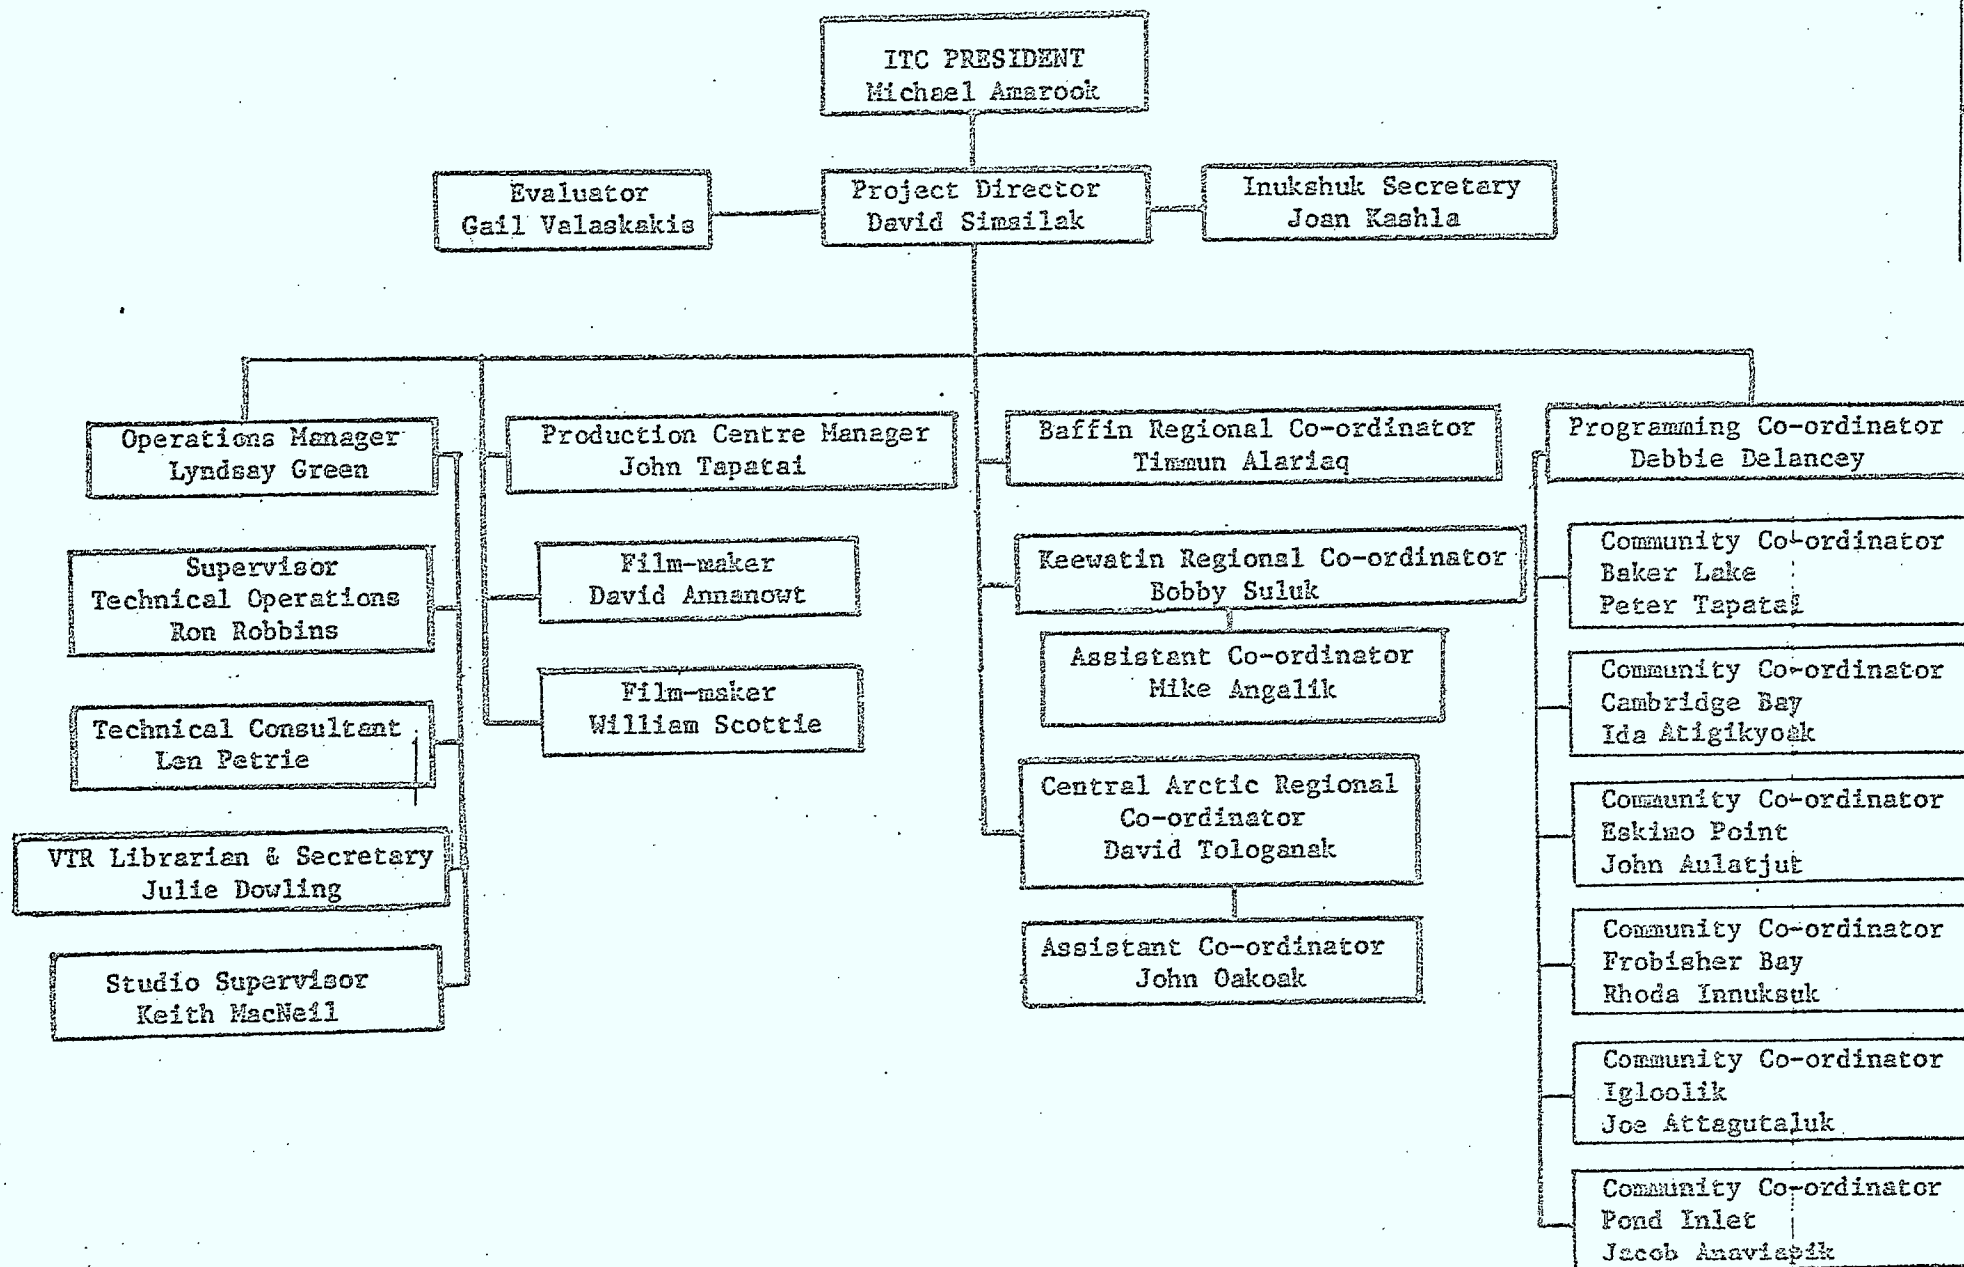 ITC PRESIDENT
Michael Amarook
Evaluator
Gail Valaskakis
Project Director
David Simailak
Inukshuk Secretary
Joan Kashla
Operations Manager
Lyndsay Green
Supervisor
Technical Operations
Ron Robbins
Technical Consultant
Len Petrie
VTR Librarian & Secretary
Julie Dowling
Studio Supervisor
Keith MacNeil
Production Centre Manager
John Tapatai
Film-maker
David Annanowt
Film-maker
William Scottie
Baffin Regional Co-ordinator
Timmun Alariaq
Keewatin Regional Co-ordinator
Bobby Suluk
Assistant Co-ordinator
Mike Angalik
Central Arctic Regional
Co-ordinator
David Tologanak
Assistant Co-ordinator
John Oakoak
Programming Co-ordinator
Debbie Delancey
Community Co-ordinator
Baker Lake
Peter Tapatai
Community Co-ordinator
Cambridge Bay
Ida Atigikyoak
Community Co-ordinator
Eskimo Point
John Aulatjut
Community Co-ordinator
Frobisher Bay
Rhoda Innuksuk
Community Co-ordinator
Igloolik
Joe Attagutaluk
Community Co-ordinator
Pond Inlet
Jacob Anaviapik